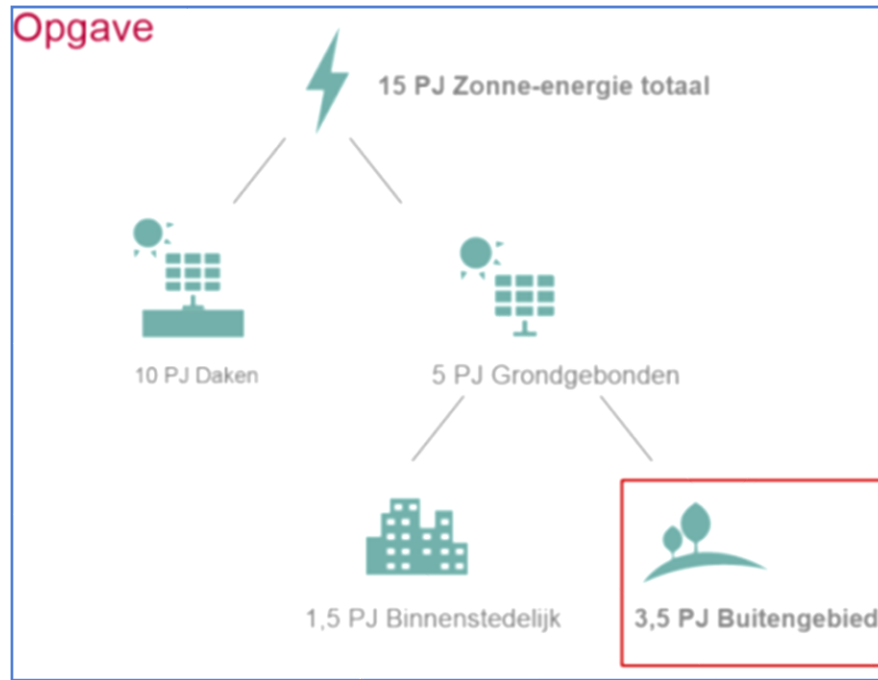 Opgave
15 PJ Zonne-energie totaal
10 PJ Daken
5 PJ Grondgebonden
1,5 PJ Binnenstedelijk
3,5 PJ Buitengebied